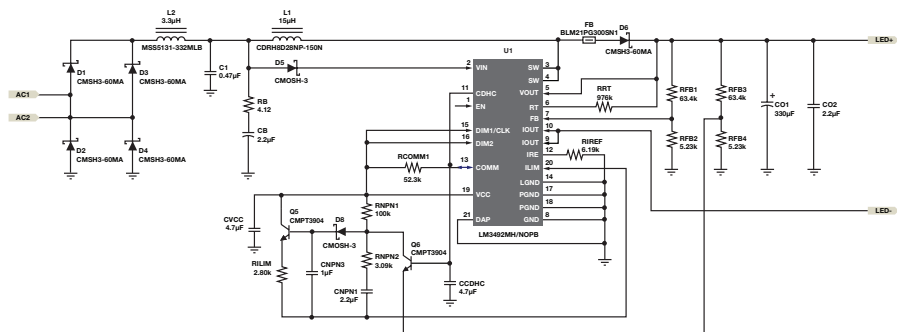 L2
3.3µH
MSS5131-332MLB
L1
15µH
CDRH8D28NP-150N
FB
BLM21PG300SN1
D6
CMSH3-60MA
LED+
D1
CMSH3-60MA
D3
CMSH3-60MA
C1
0.47µF
D5
CMOSH-3
U1
2
VIN
11
CDHC
1
EN
15
DIM1/CLK
16
DIM2
13
COMM
19
VCC
21
DAP
SW
3
SW
4
VOUT
5
RT
6
FB
7
IOUT
10
IOUT
9
IRE
12
ILIM
20
LGND
14
PGND
17
PGND
18
GND
8
LM3492MH/NOPB
AC1
AC2
RB
4.12
CB
2.2µF
D2
CMSH3-60MA
D4
CMSH3-60MA
RRT
976k
RFB1
63.4k
RFB3
63.4k
RFB2
5.23k
RFB4
5.23k
CO1
330µF
+
CO2
2.2µF
RIREF
6.19k
RCOMM1
52.3k
LED-
CVCC
4.7µF
Q5
CMPT3904
D8
CMOSH-3
RNPN1
100k
RILIM
2.80k
CNPN3
1µF
RNPN2
3.09k
CNPN1
2.2µF
Q6
CMPT3904
CCDHC
4.7µF